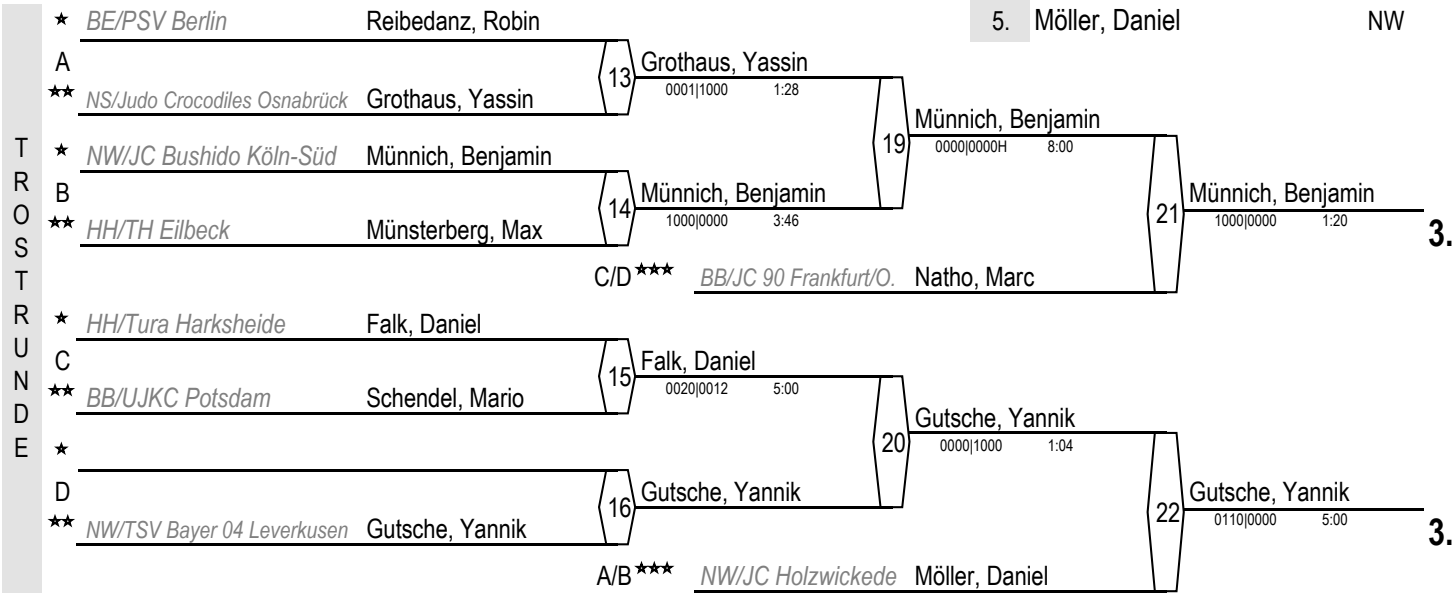 TROSTRUNDE
★ BE/PSV Berlin Reibedanz, Robin
5. Möller, Daniel NW
A
13 Grothaus, Yassin
0001|1000 1:28
★★ NS/Judo Crocodiles Osnabrück Grothaus, Yassin
19 Münnich, Benjamin
0000|0000H 8:00
★ NW/JC Bushido Köln-Süd Münnich, Benjamin
B
14 Münnich, Benjamin
1000|0000 3:46
21 Münnich, Benjamin
1000|0000 1:20
3.
★★ HH/TH Eilbeck Münsterberg, Max
C/D ★★★ BB/JC 90 Frankfurt/O. Natho, Marc
★ HH/Tura Harksheide Falk, Daniel
C
15 Falk, Daniel
0020|0012 5:00
★★ BB/UJKC Potsdam Schendel, Mario
20 Gutsche, Yannik
0000|1000 1:04
★
D
16 Gutsche, Yannik
22 Gutsche, Yannik
0110|0000 5:00
3.
★★ NW/TSV Bayer 04 Leverkusen Gutsche, Yannik
A/B ★★★ NW/JC Holzwickede Möller, Daniel